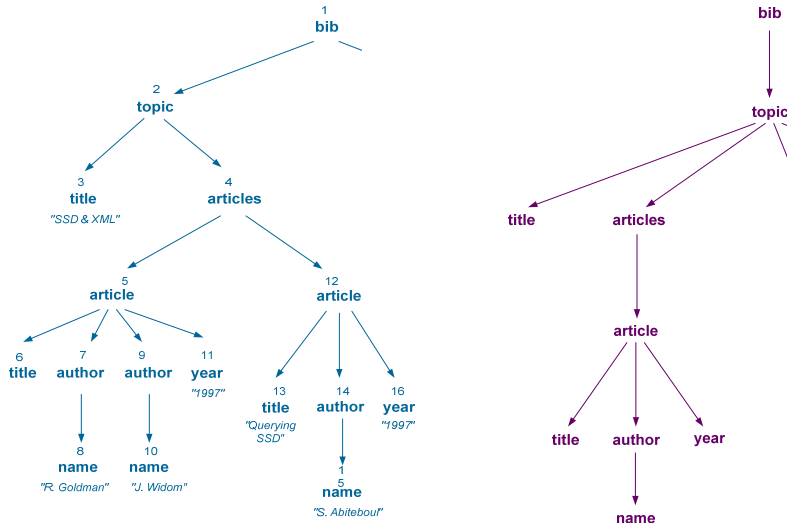 1
bib
2
topic
3
title
"SSD & XML"
4
articles
5
article
12
article
6
title
7
author
9
author
11
year
"1997"
13
title
"Querying
SSD"
14
author
16
year
"1997"
8
name
"R. Goldman"
10
name
"J. Widom"
1
5
name
"S. Abiteboul"
bib
topic
title
articles
article
title
author
year
name